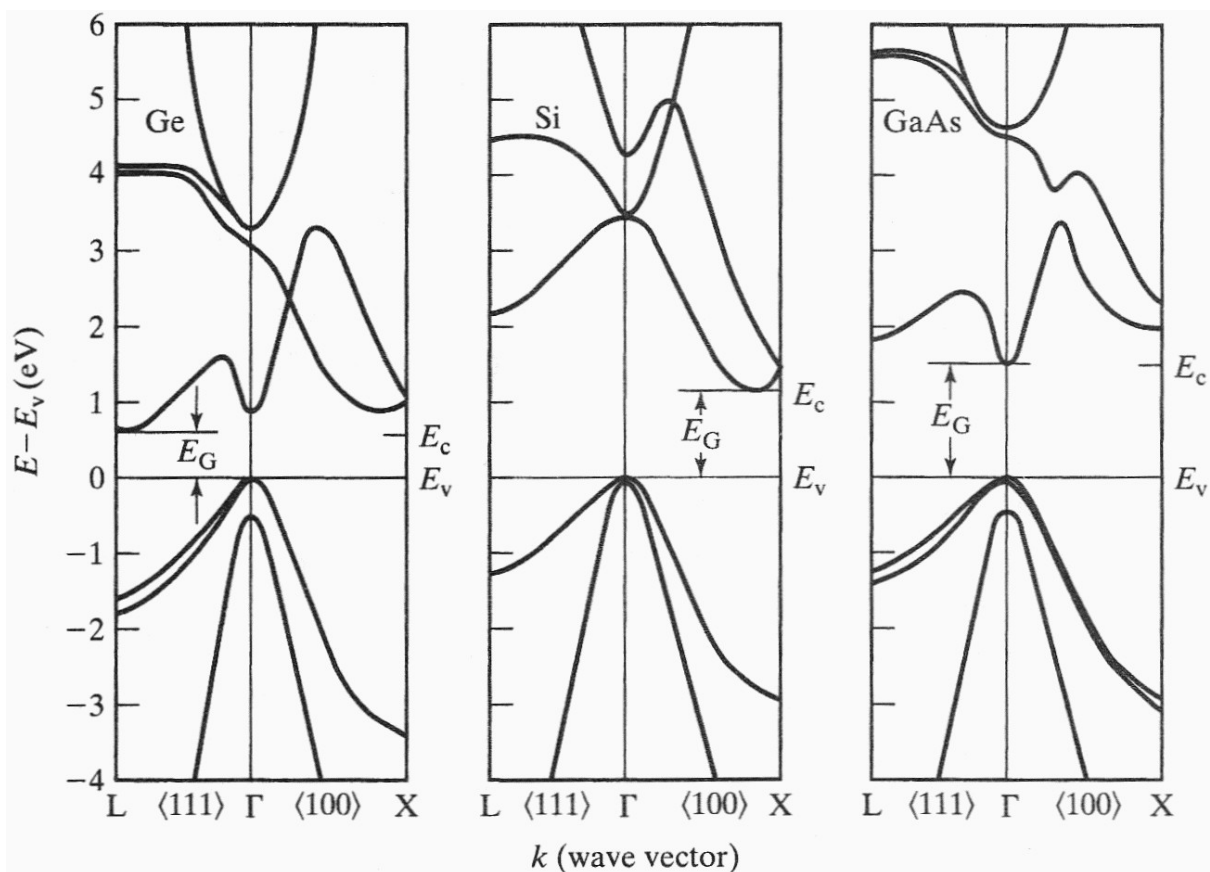 E−Eᵥ (eV)
6
5
4
3
2
1
0
−1
−2
−3
−4
Ge
E_G
E_c
E_v
L ⟨111⟩ Γ ⟨100⟩ X
Si
E_G
E_c
E_v
L ⟨111⟩ Γ ⟨100⟩ X
GaAs
E_G
E_c
E_v
L ⟨111⟩ Γ ⟨100⟩ X
k (wave vector)